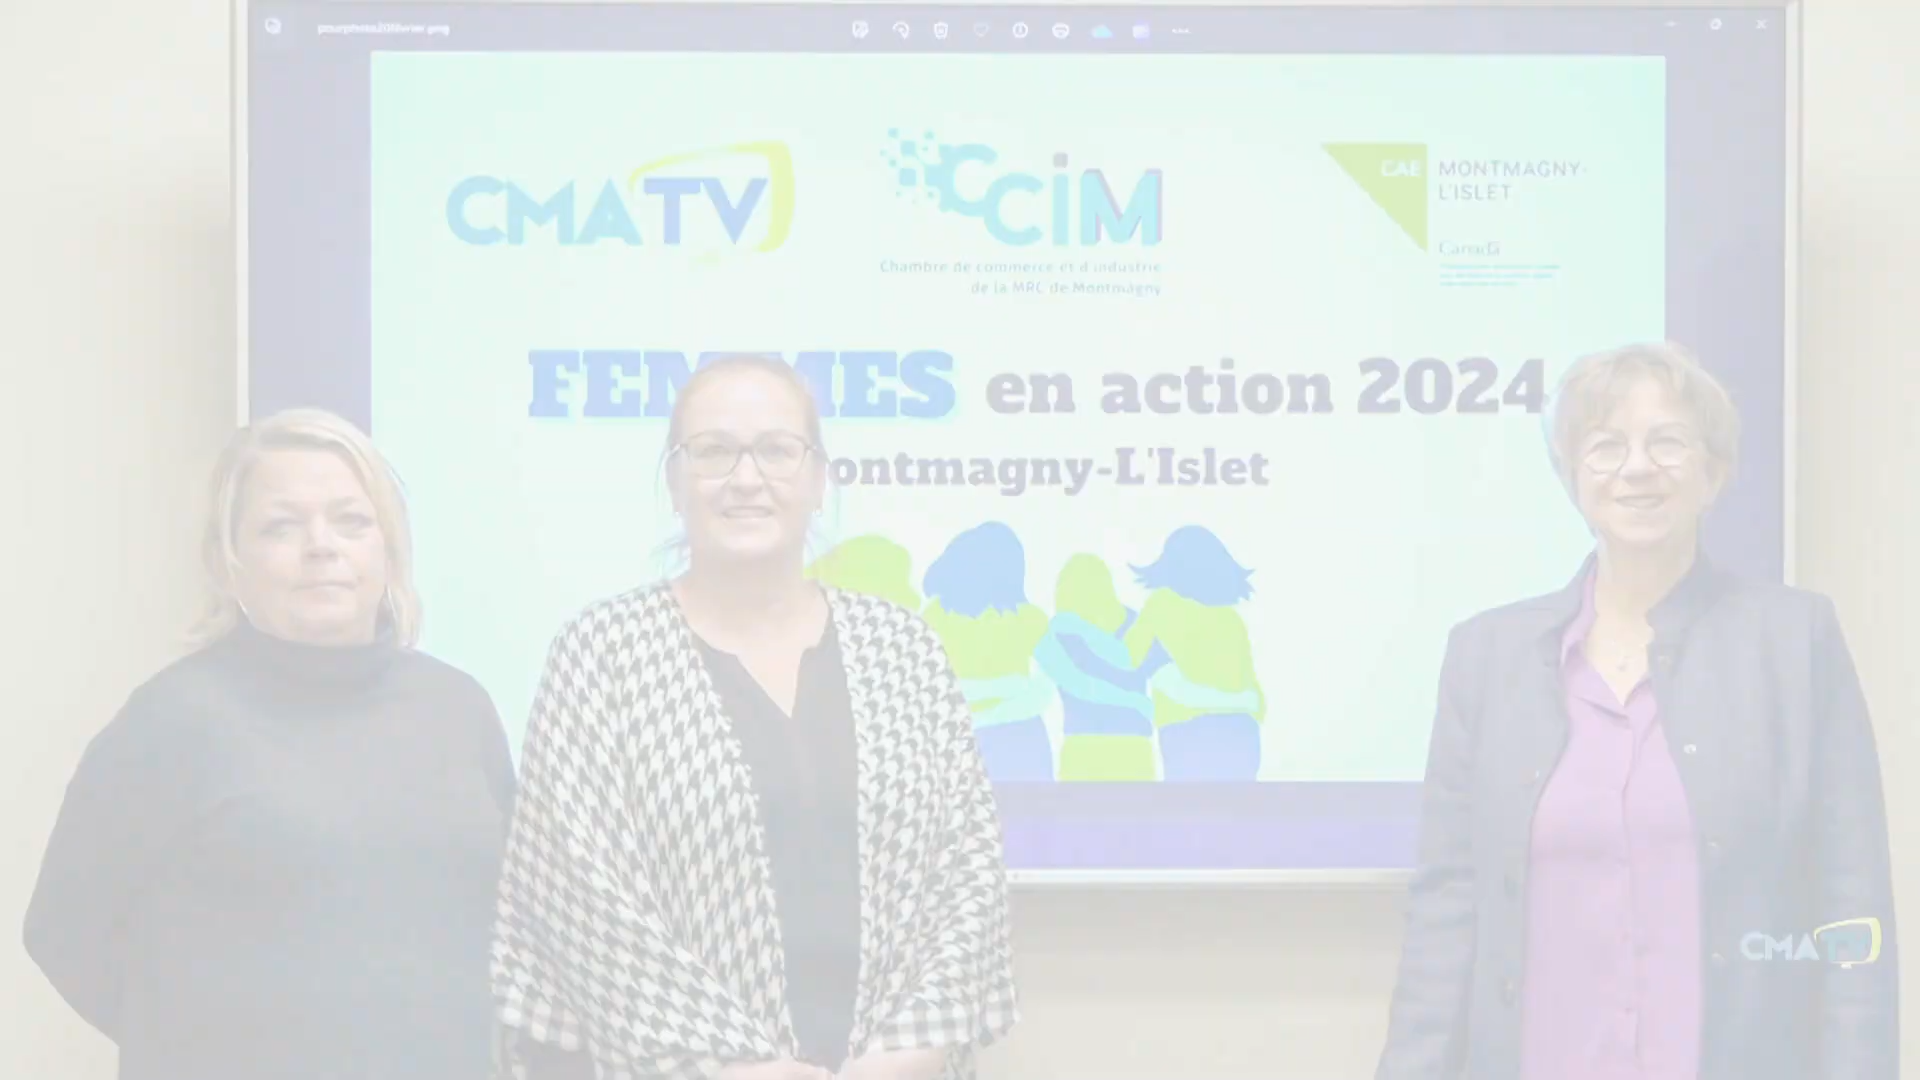 CMATV
CCiM
Chambre de commerce et d'industrie
de la MRC de Montmagny
CAE
MONTMAGNY-
L'ISLET
Canada
FEMMES en action 2024
ontmagny-L'Islet
CMATV